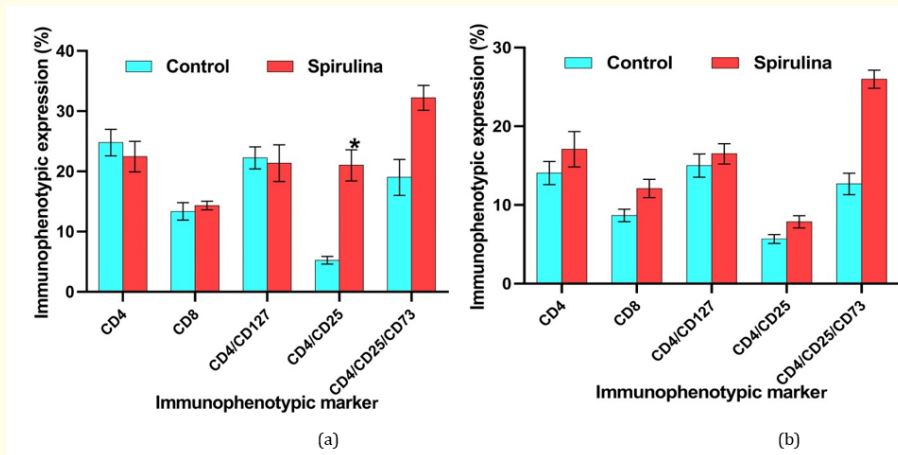 Immunophenotypic expression (%)
40
30
20
10
0
Control
Spirulina
*
CD4
CD8
CD4/CD127
CD4/CD25
CD4/CD25/CD73
Immunophenotypic marker
(a)
Immunophenotypic expression (%)
30
20
10
0
Control
Spirulina
CD4
CD8
CD4/CD127
CD4/CD25
CD4/CD25/CD73
Immunophenotypic marker
(b)